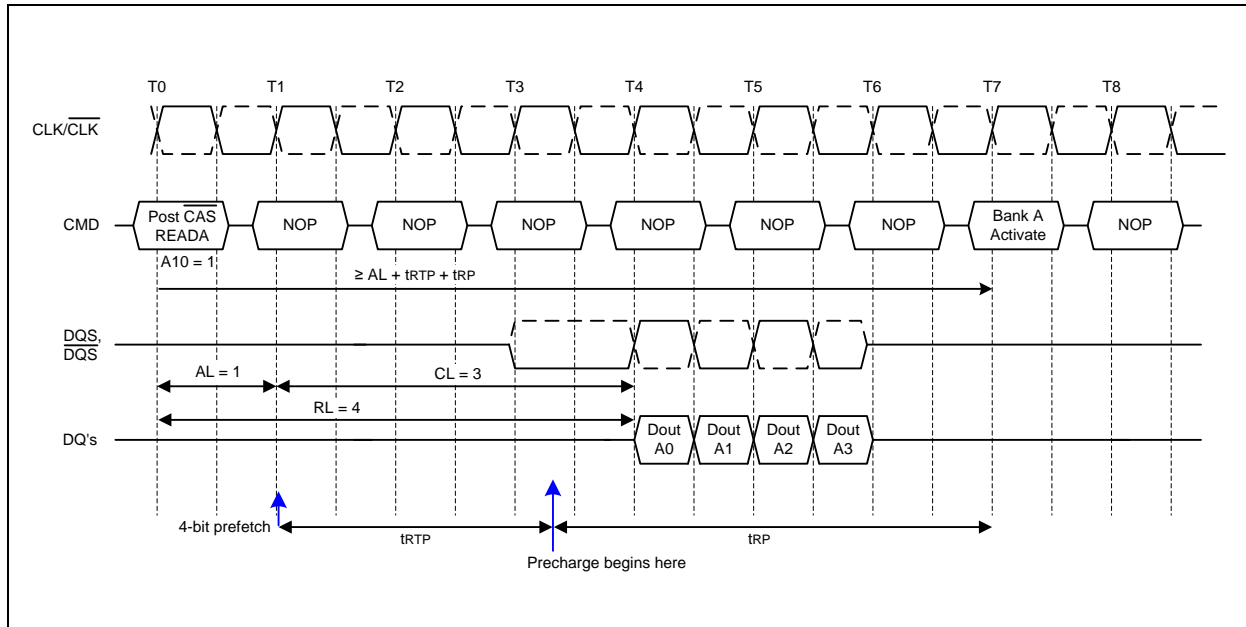 T0 T1 T2 T3 T4 T5 T6 T7 T8
CLK/CLK
CMD
Post CAS
READA
NOP NOP NOP NOP NOP NOP
Bank A
Activate
NOP
A10 = 1
≥ AL + tRTP + tRP
DQS,
DQS
AL = 1
CL = 3
RL = 4
DQ's
Dout
A0
Dout
A1
Dout
A2
Dout
A3
4-bit prefetch
tRTP
tRP
Precharge begins here